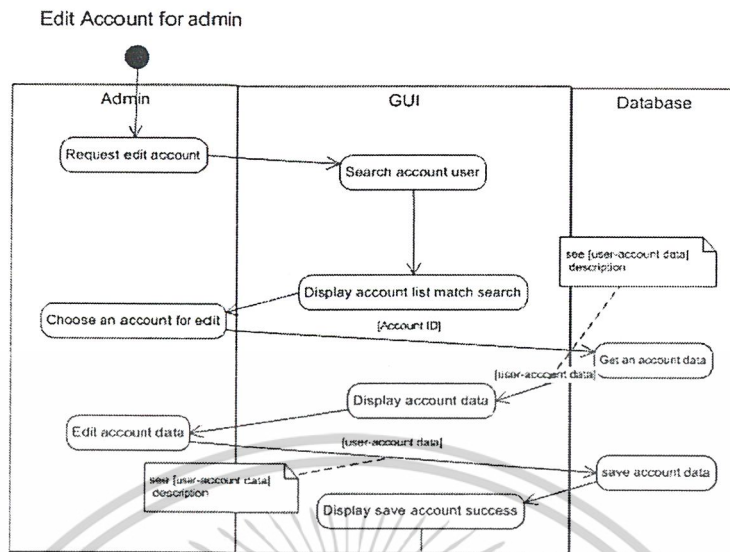 Edit Account for admin
Admin
GUI
Database
Request edit account
Search account user
see [user-account data]
description
Display account list match search
Choose an account for edit
[Account ID]
Get an account data
[user-account data]
Display account data
Edit account data
[user-account data]
see [user-account data]
description
save account data
Display save account success